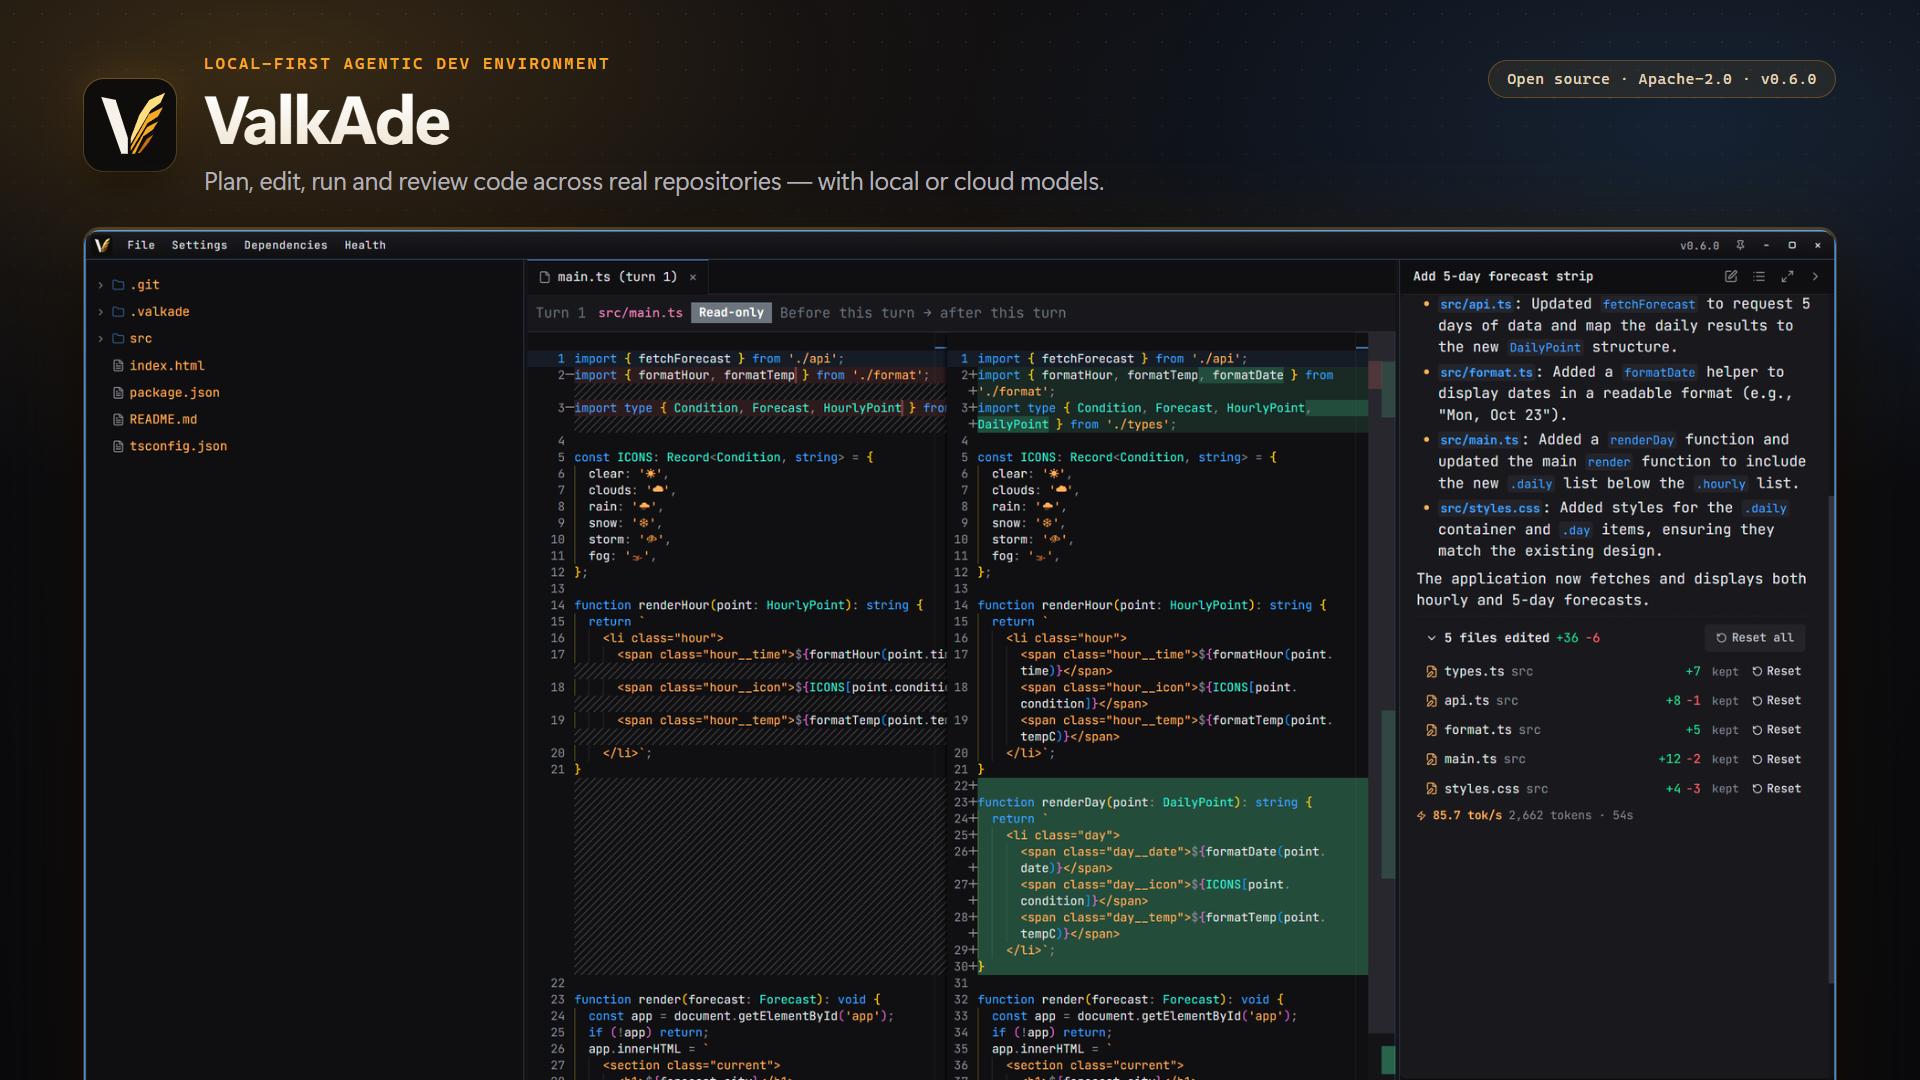 LOCAL-FIRST AGENTIC DEV ENVIRONMENT
ValkAde
Plan, edit, run and review code across real repositories — with local or cloud models.
Open source · Apache-2.0 · v0.6.0
File Settings Dependencies Health
v0.6.0
.git
.valkade
src
index.html
package.json
README.md
tsconfig.json
main.ts (turn 1) ×
Turn 1 src/main.ts Read-only Before this turn → after this turn
1 import { fetchForecast } from './api';
2 import { formatHour, formatTemp } from './format';
3 import type { Condition, Forecast, HourlyPoint } from
4
5 const ICONS: Record<Condition, string> = {
6 clear: '☀',
7 clouds: '☁',
8 rain: '🌧',
9 snow: '❄',
10 storm: '⛈',
11 fog: '🌫',
12 };
13
14 function renderHour(point: HourlyPoint): string {
15 return `
16 <li class="hour">
17 <span class="hour__time">${formatHour(point.ti
18 <span class="hour__icon">${ICONS[point.conditi
19 <span class="hour__temp">${formatTemp(point.te
20 </li>`;
21 }
22
23 function render(forecast: Forecast): void {
24 const app = document.getElementById('app');
25 if (!app) return;
26 app.innerHTML = `
27 <section class="current">
1 import { fetchForecast } from './api';
2+ import { formatHour, formatTemp, formatDate } from
+ './format';
3+ import type { Condition, Forecast, HourlyPoint,
+ DailyPoint } from './types';
4
5 const ICONS: Record<Condition, string> = {
6 clear: '☀',
7 clouds: '☁',
8 rain: '🌧',
9 snow: '❄',
10 storm: '⛈',
11 fog: '🌫',
12 };
13
14 function renderHour(point: HourlyPoint): string {
15 return `
16 <li class="hour">
17 <span class="hour__time">${formatHour(point.
time)}</span>
18 <span class="hour__icon">${ICONS[point.
condition]}</span>
19 <span class="hour__temp">${formatTemp(point.
tempC)}</span>
20 </li>`;
21 }
22+
23+ function renderDay(point: DailyPoint): string {
24+ return `
25+ <li class="day">
26+ <span class="day__date">${formatDate(point.
+ date)}</span>
27+ <span class="day__icon">${ICONS[point.
+ condition]}</span>
28+ <span class="day__temp">${formatTemp(point.
+ tempC)}</span>
29+ </li>`;
30+ }
31
32 function render(forecast: Forecast): void {
33 const app = document.getElementById('app');
34 if (!app) return;
35 app.innerHTML = `
36 <section class="current">
Add 5-day forecast strip
• src/api.ts: Updated fetchForecast to request 5
days of data and map the daily results to
the new DailyPoint structure.
• src/format.ts: Added a formatDate helper to
display dates in a readable format (e.g.,
"Mon, Oct 23").
• src/main.ts: Added a renderDay function and
updated the main render function to include
the new .daily list below the .hourly list.
• src/styles.css: Added styles for the .daily
container and .day items, ensuring they
match the existing design.
The application now fetches and displays both
hourly and 5-day forecasts.
5 files edited +36 -6 Reset all
types.ts src +7 kept Reset
api.ts src +8 -1 kept Reset
format.ts src +5 kept Reset
main.ts src +12 -2 kept Reset
styles.css src +4 -3 kept Reset
85.7 tok/s 2,662 tokens · 54s